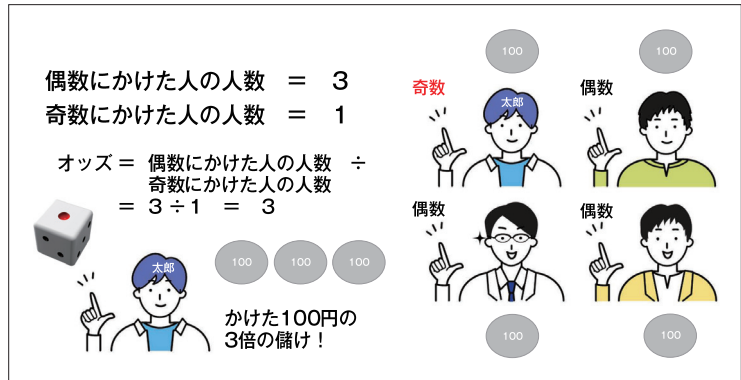 偶数にかけた人の人数 = 3
奇数にかけた人の人数 = 1
オッズ = 偶数にかけた人の人数 ÷
奇数にかけた人の人数
= 3÷1 = 3
太郎
100 100 100
かけた100円の
3倍の儲け!
100 100
奇数 偶数
太郎
偶数 偶数
100 100